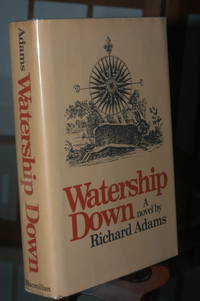 Adams
Watership Down
Macmillan
Watership
Down
A
novel by
Richard Adams